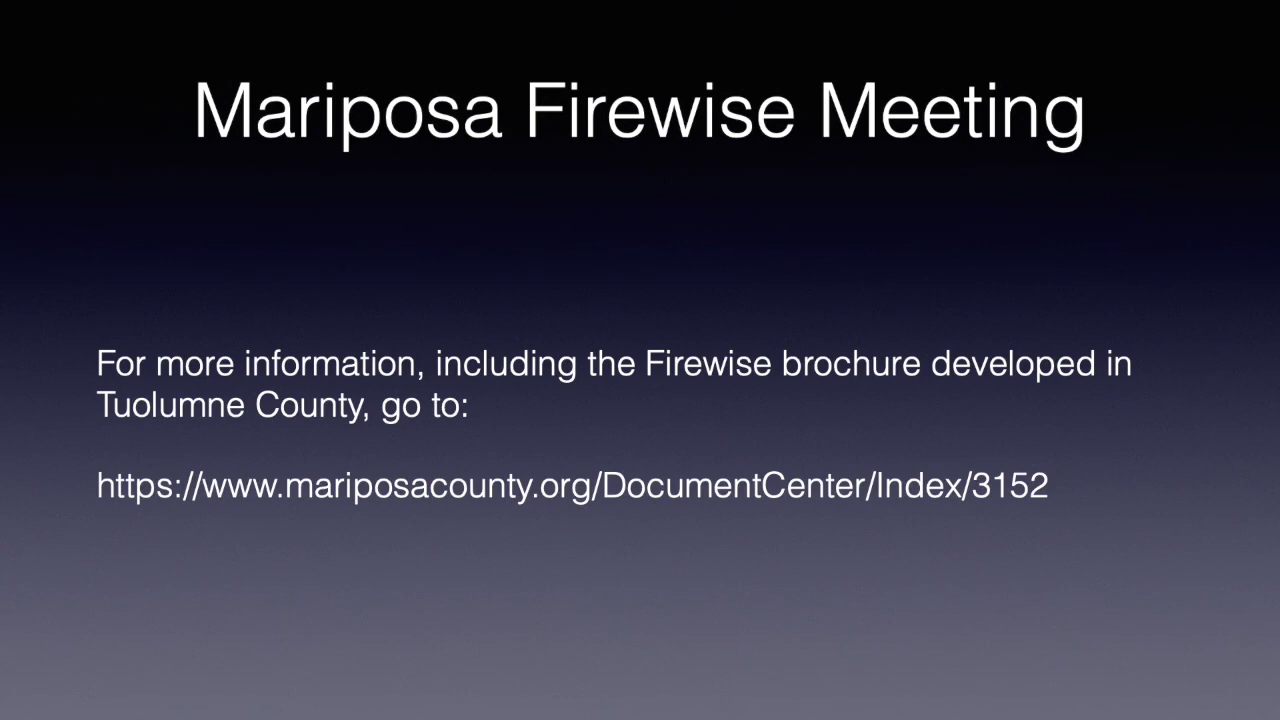 Mariposa Firewise Meeting
For more information, including the Firewise brochure developed in
Tuolumne County, go to:
https://www.mariposacounty.org/DocumentCenter/Index/3152